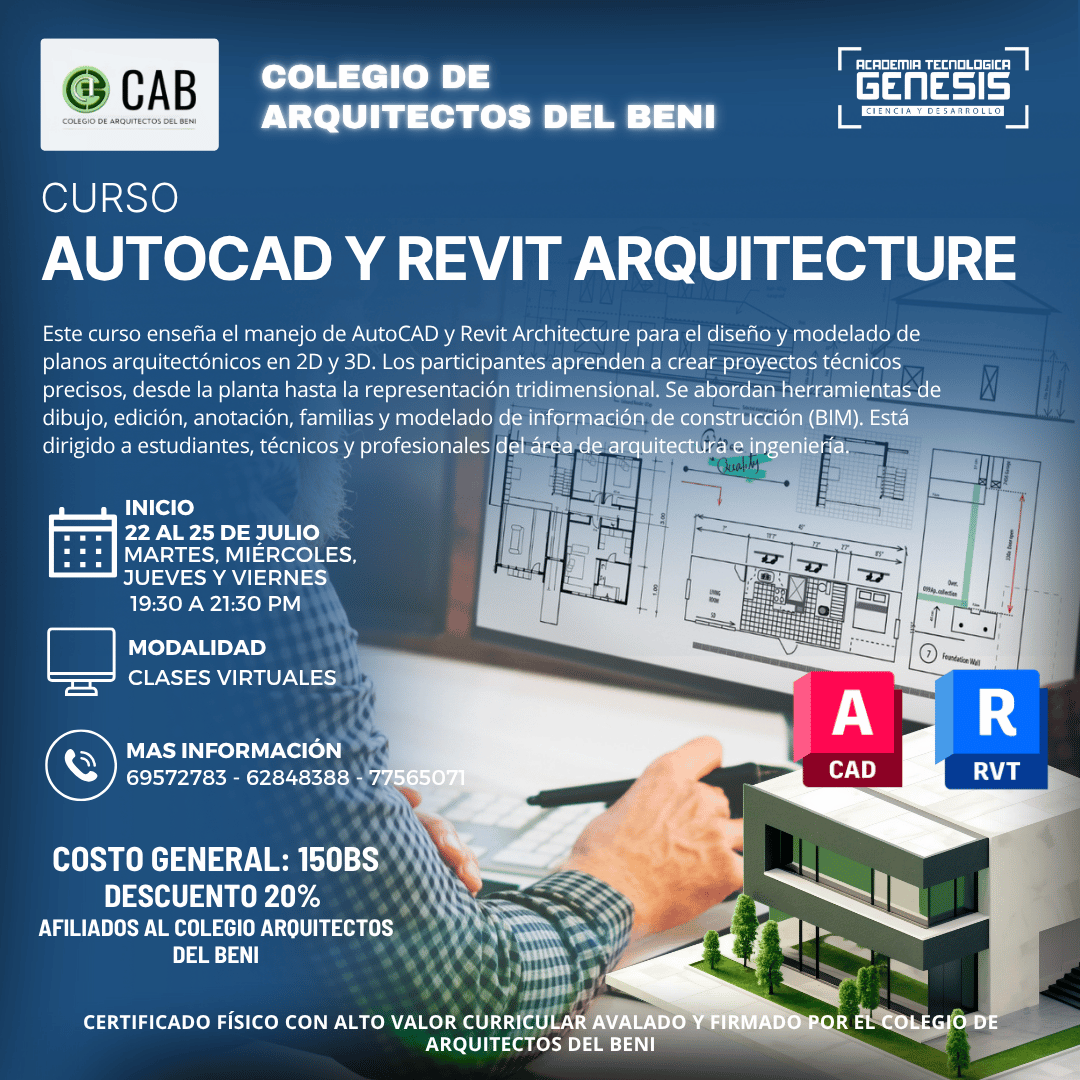 CAB
COLEGIO DE ARQUITECTOS DEL BENI
COLEGIO DE
ARQUITECTOS DEL BENI
ACADEMIA TECNOLOGICA
GENESIS
CIENCIA Y DESARROLLO
CURSO
AUTOCAD Y REVIT ARQUITECTURE
Este curso enseña el manejo de AutoCAD y Revit Architecture para el diseño y modelado de
planos arquitectónicos en 2D y 3D. Los participantes aprenden a crear proyectos técnicos
precisos, desde la planta hasta la representación tridimensional. Se abordan herramientas de
dibujo, edición, anotación, familias y modelado de información de construcción (BIM). Está
dirigido a estudiantes, técnicos y profesionales del área de arquitectura e ingeniería.
Quality
INICIO
22 AL 25 DE JULIO
MARTES, MIÉRCOLES,
JUEVES Y VIERNES
19:30 A 21:30 PM
LIVING
ROOM
7
Foundation Wall
MODALIDAD
CLASES VIRTUALES
A
CAD
R
RVT
MAS INFORMACIÓN
69572783 - 62848388 - 77565071
COSTO GENERAL: 150BS
DESCUENTO 20%
AFILIADOS AL COLEGIO ARQUITECTOS
DEL BENI
CERTIFICADO FÍSICO CON ALTO VALOR CURRICULAR AVALADO Y FIRMADO POR EL COLEGIO DE
ARQUITECTOS DEL BENI